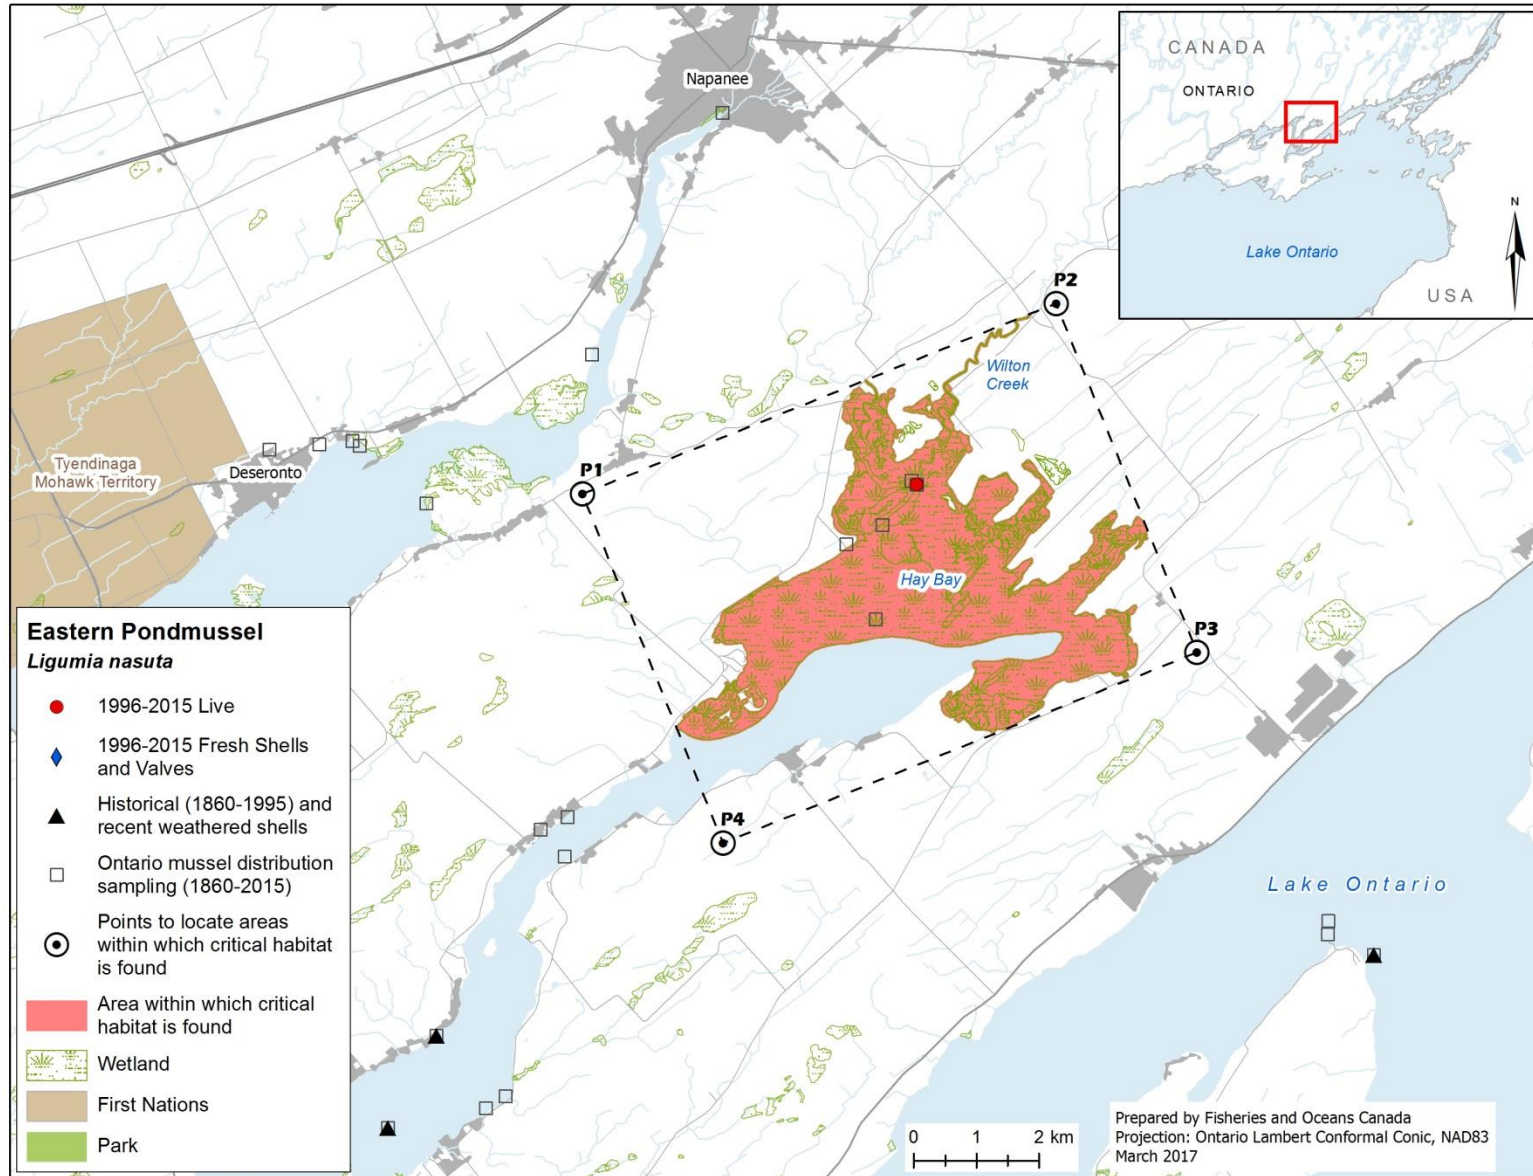 CANADA
ONTARIO
Lake Ontario
USA
N
Napanee
P2
Wilton
Creek
P1
Tyendinaga
Mohawk Territory
Deseronto
Hay Bay
P3
P4
Lake Ontario
Eastern Pondmussel
Ligumia nasuta
1996-2015 Live
1996-2015 Fresh Shells
and Valves
Historical (1860-1995) and
recent weathered shells
Ontario mussel distribution
sampling (1860-2015)
Points to locate areas
within which critical habitat
is found
Area within which critical
habitat is found
Wetland
First Nations
Park
0 1 2 km
Prepared by Fisheries and Oceans Canada
Projection: Ontario Lambert Conformal Conic, NAD83
March 2017